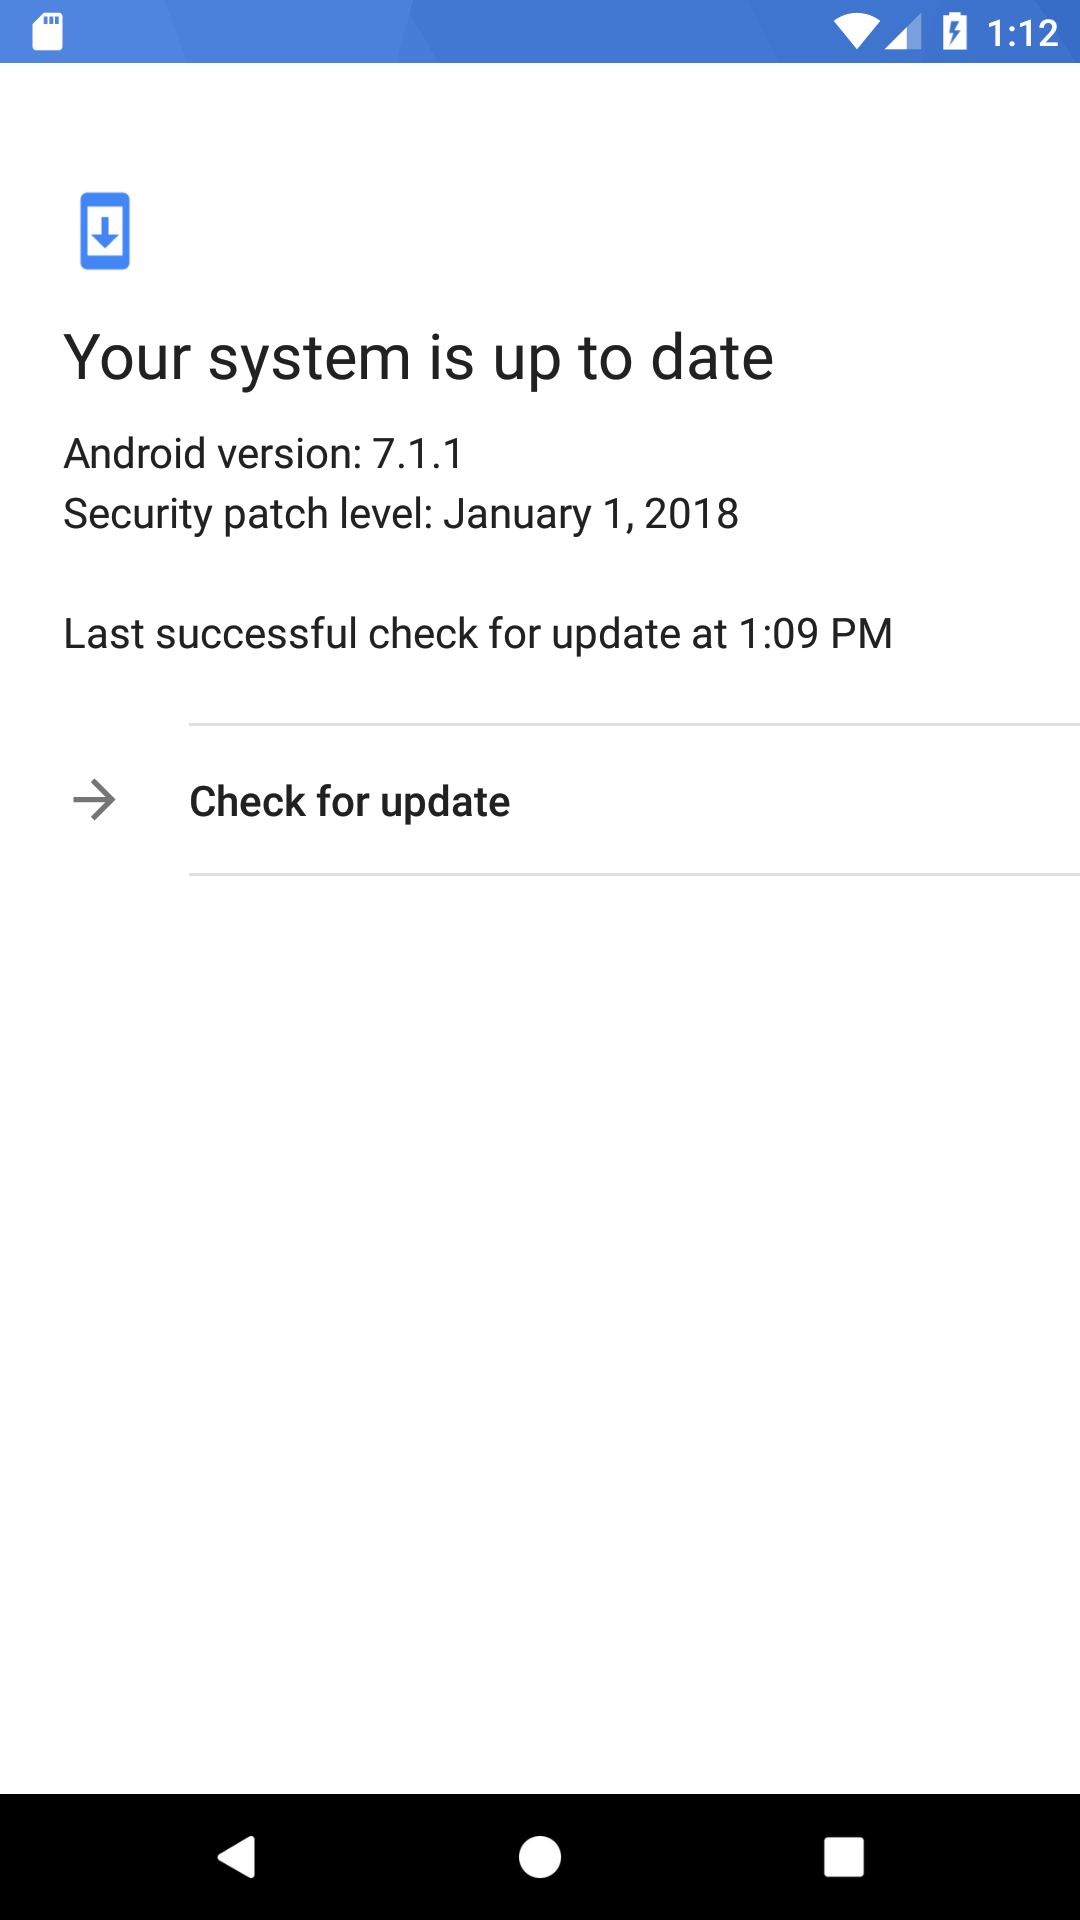 1:12
Your system is up to date
Android version: 7.1.1
Security patch level: January 1, 2018
Last successful check for update at 1:09 PM
Check for update